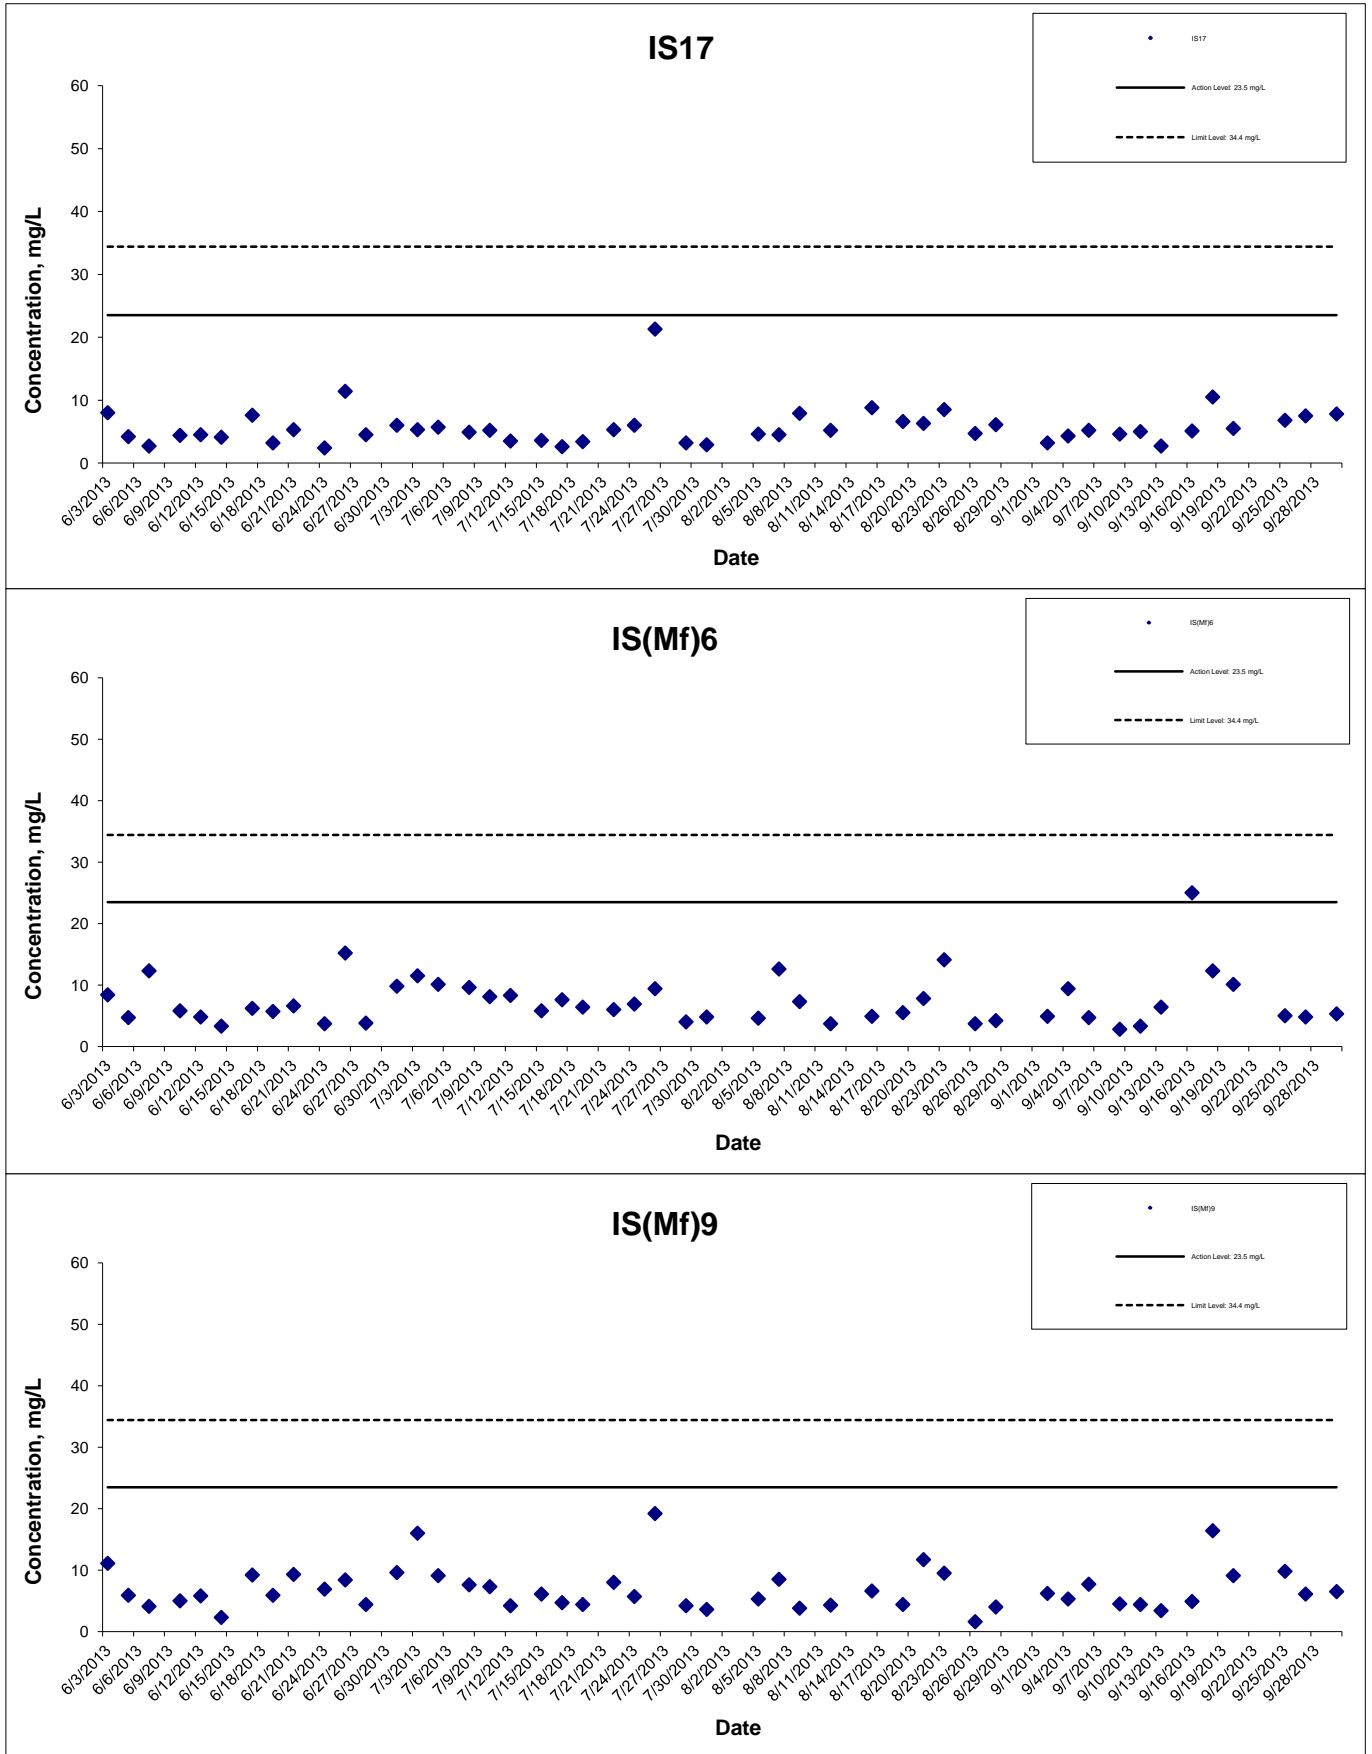 IS17
IS17
Action Level: 23.5 mg/L
Limit Level: 34.4 mg/L
60
50
40
30
20
10
0
Concentration, mg/L
6/3/2013 6/6/2013 6/9/2013 6/12/2013 6/15/2013 6/18/2013 6/21/2013 6/24/2013 6/27/2013 6/30/2013 7/3/2013 7/6/2013 7/9/2013 7/12/2013 7/15/2013 7/18/2013 7/21/2013 7/24/2013 7/27/2013 7/30/2013 8/2/2013 8/5/2013 8/8/2013 8/11/2013 8/14/2013 8/17/2013 8/20/2013 8/23/2013 8/26/2013 8/29/2013 9/1/2013 9/4/2013 9/7/2013 9/10/2013 9/13/2013 9/16/2013 9/19/2013 9/22/2013 9/25/2013 9/28/2013
Date
IS(Mf)6
IS(Mf)6
Action Level: 23.5 mg/L
Limit Level: 34.4 mg/L
60
50
40
30
20
10
0
Concentration, mg/L
6/3/2013 6/6/2013 6/9/2013 6/12/2013 6/15/2013 6/18/2013 6/21/2013 6/24/2013 6/27/2013 6/30/2013 7/3/2013 7/6/2013 7/9/2013 7/12/2013 7/15/2013 7/18/2013 7/21/2013 7/24/2013 7/27/2013 7/30/2013 8/2/2013 8/5/2013 8/8/2013 8/11/2013 8/14/2013 8/17/2013 8/20/2013 8/23/2013 8/26/2013 8/29/2013 9/1/2013 9/4/2013 9/7/2013 9/10/2013 9/13/2013 9/16/2013 9/19/2013 9/22/2013 9/25/2013 9/28/2013
Date
IS(Mf)9
IS(Mf)9
Action Level: 23.5 mg/L
Limit Level: 34.4 mg/L
60
50
40
30
20
10
0
Concentration, mg/L
6/3/2013 6/6/2013 6/9/2013 6/12/2013 6/15/2013 6/18/2013 6/21/2013 6/24/2013 6/27/2013 6/30/2013 7/3/2013 7/6/2013 7/9/2013 7/12/2013 7/15/2013 7/18/2013 7/21/2013 7/24/2013 7/27/2013 7/30/2013 8/2/2013 8/5/2013 8/8/2013 8/11/2013 8/14/2013 8/17/2013 8/20/2013 8/23/2013 8/26/2013 8/29/2013 9/1/2013 9/4/2013 9/7/2013 9/10/2013 9/13/2013 9/16/2013 9/19/2013 9/22/2013 9/25/2013 9/28/2013
Date